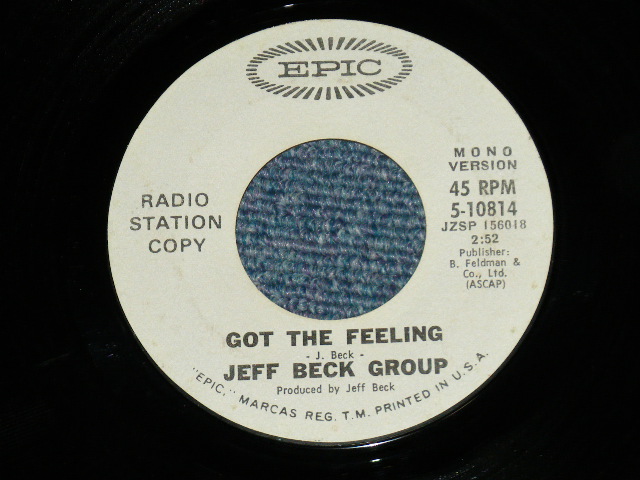 EPIC
RADIO
STATION
COPY
MONO
VERSION
45 RPM
5-10814
JZSP 156018
2:52
Publisher:
B. Feldman &
Co., Ltd.
(ASCAP)
GOT THE FEELING
- J. Beck -
JEFF BECK GROUP
Produced by Jeff Beck
"EPIC," MARCAS REG. T.M. PRINTED IN U.S.A.